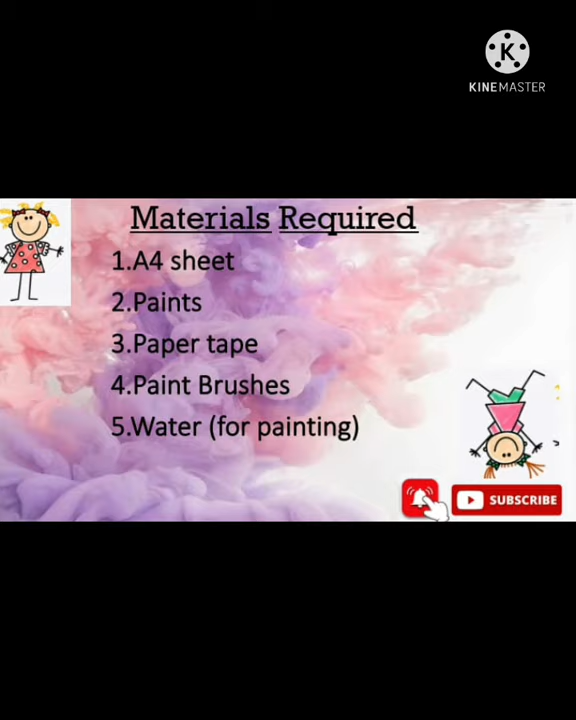 K
KINEMASTER
Materials Required
1.A4 sheet
2.Paints
3.Paper tape
4.Paint Brushes
5.Water (for painting)
SUBSCRIBE